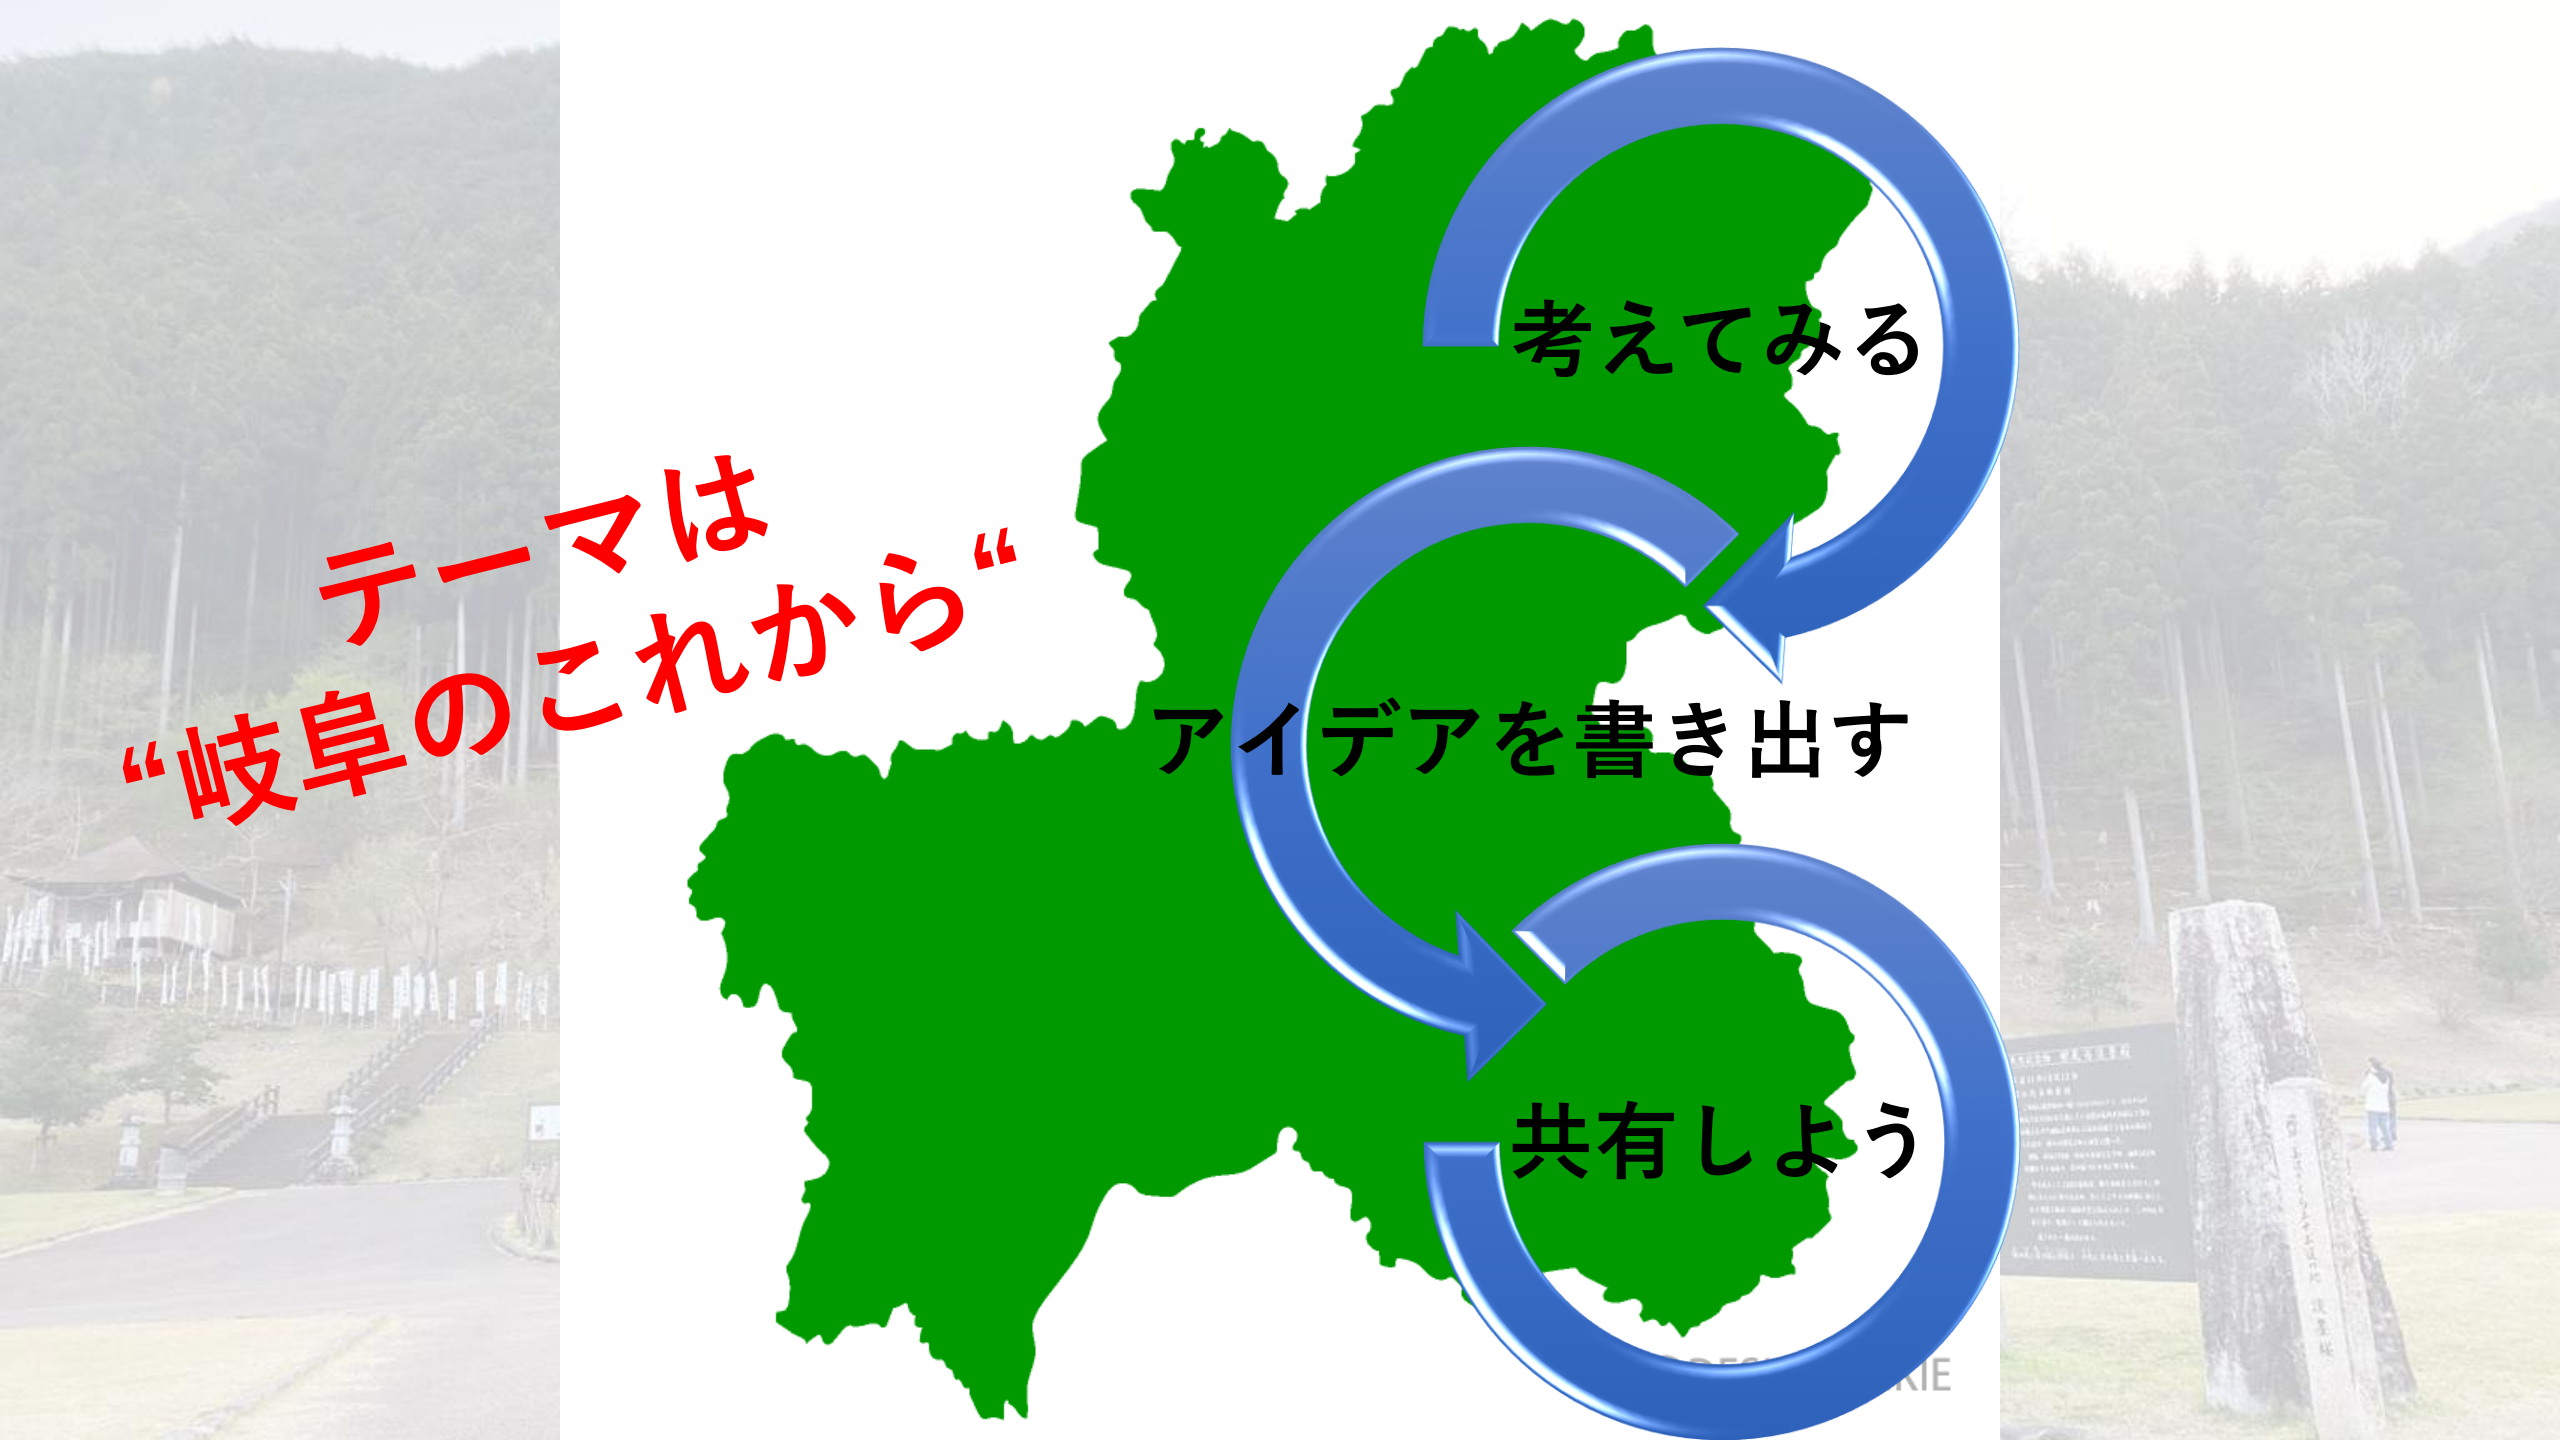 テーマは
“岐阜のこれから“
考えてみる
アイデアを書き出す
共有しよう